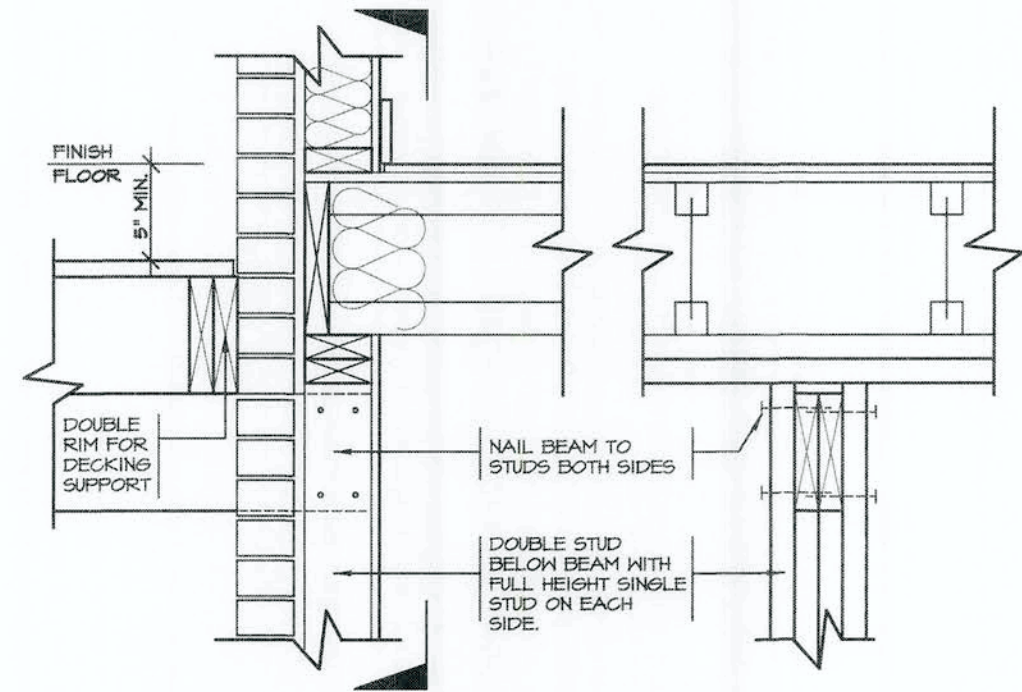 FINISH
FLOOR
5" MIN.
DOUBLE
RIM FOR
DECKING
SUPPORT
NAIL BEAM TO
STUDS BOTH SIDES
DOUBLE STUD
BELOW BEAM WITH
FULL HEIGHT SINGLE
STUD ON EACH
SIDE.